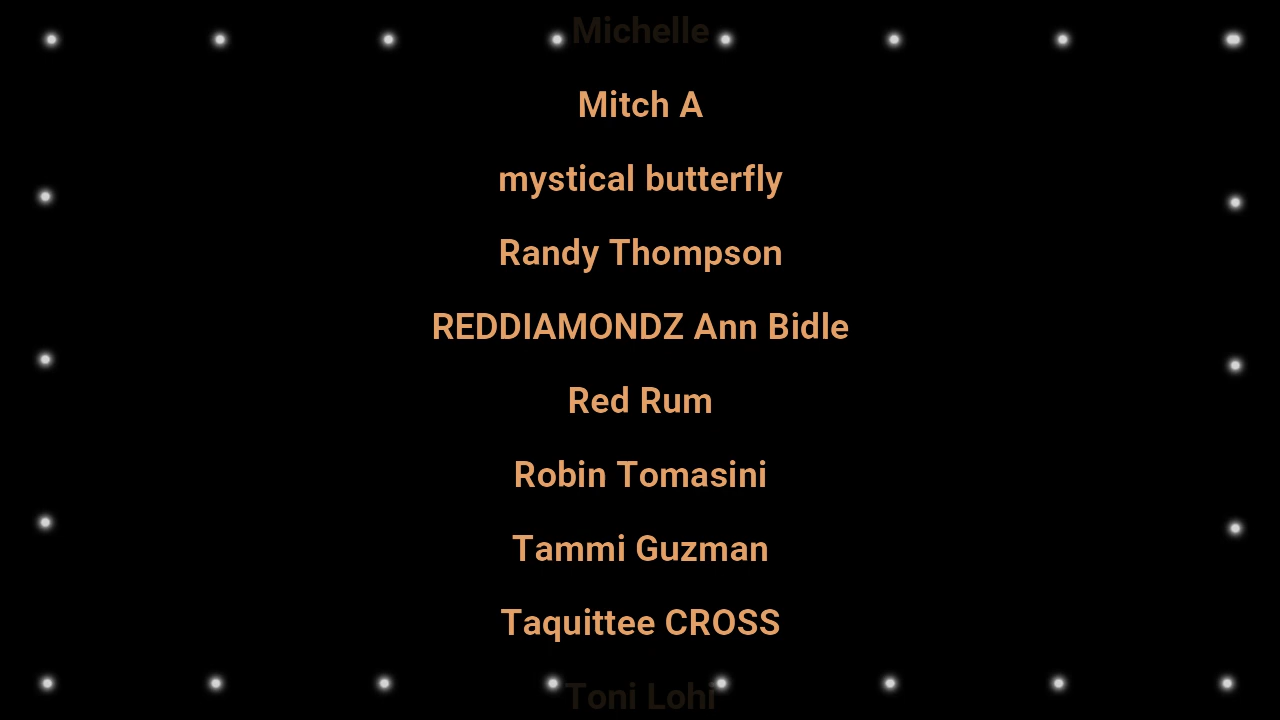 Michelle
Mitch A
mystical butterfly
Randy Thompson
REDDIAMONDZ Ann Bidle
Red Rum
Robin Tomasini
Tammi Guzman
Taquittee CROSS
Toni Lohi